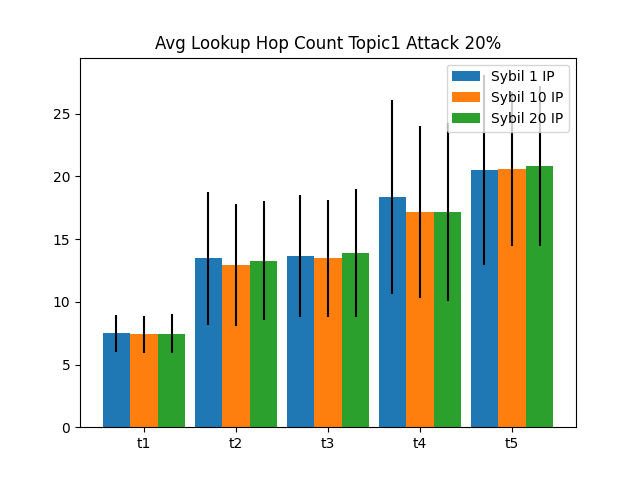 Avg Lookup Hop Count Topic1 Attack 20%
Sybil 1 IP
Sybil 10 IP
Sybil 20 IP
25
20
15
10
5
0
t1 t2 t3 t4 t5